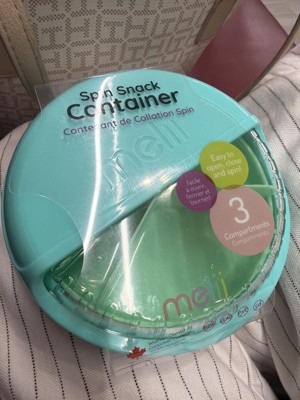 Spin Snack
Container
Contenant de Collation Spin
melii
Easy to
open, close
and spin!
Facile
à ouvrir,
fermer et
tourner!
3
Compartments
Compartiments
melii